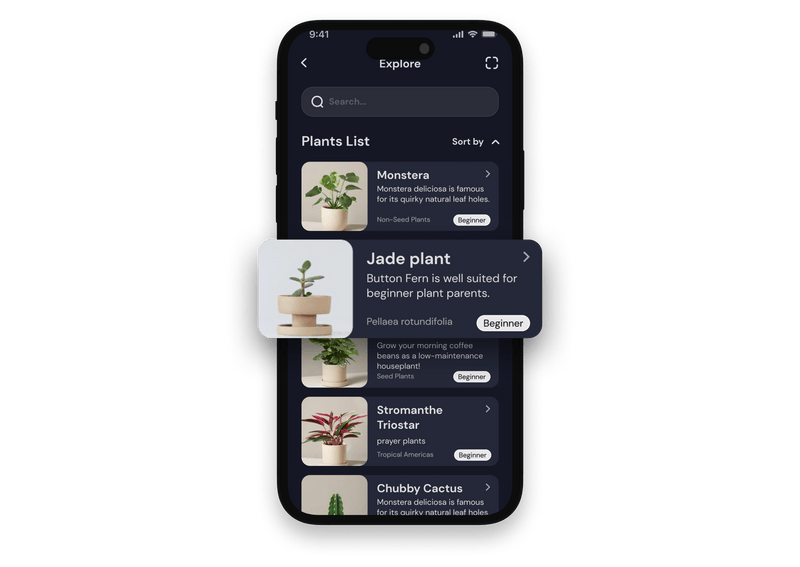 9:41
Explore
Search...
Plants List
Sort by
Monstera
Monstera deliciosa is famous
for its quirky natural leaf holes.
Non-Seed Plants
Beginner
Jade plant
Button Fern is well suited for
beginner plant parents.
Pellaea rotundifolia
Beginner
Grow your morning coffee
beans as a low-maintenance
houseplant!
Seed Plants
Beginner
Stromanthe
Triostar
prayer plants
Tropical Americas
Beginner
Chubby Cactus
Monstera deliciosa is famous
for its quirky natural leaf holes